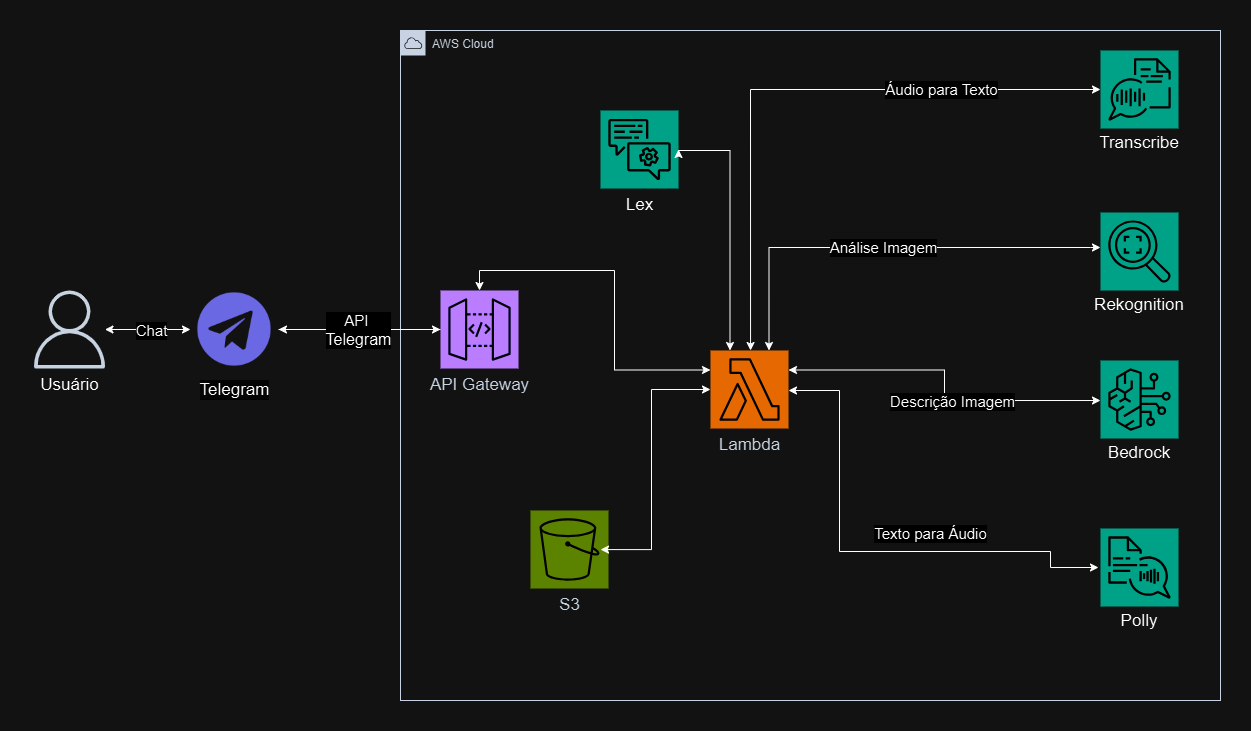 AWS Cloud
Áudio para Texto
Transcribe
Lex
Análise Imagem
Rekognition
Chat
API
Telegram
Usuário
Telegram
API Gateway
</>
Lambda
Descrição Imagem
Bedrock
Texto para Áudio
S3
Polly